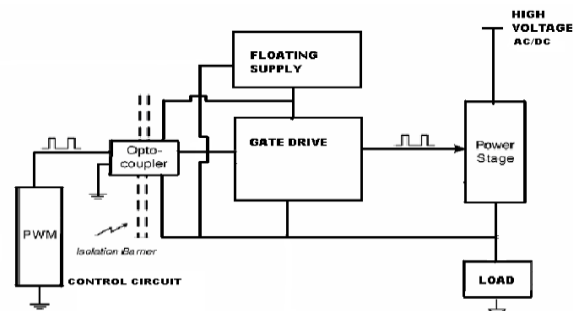 HIGH
VOLTAGE
AC/DC
FLOATING
SUPPLY
GATE DRIVE
Opto-
coupler
Power
Stage
PWM
Isolation Barrier
CONTROL CIRCUIT
LOAD